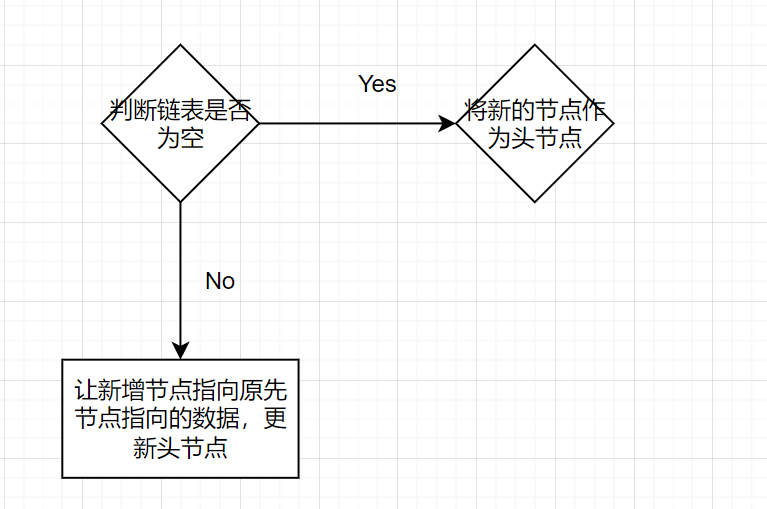 Yes
判断链表是否
为空
将新的节点作
为头节点
No
让新增节点指向原先
节点指向的数据，更
新头节点